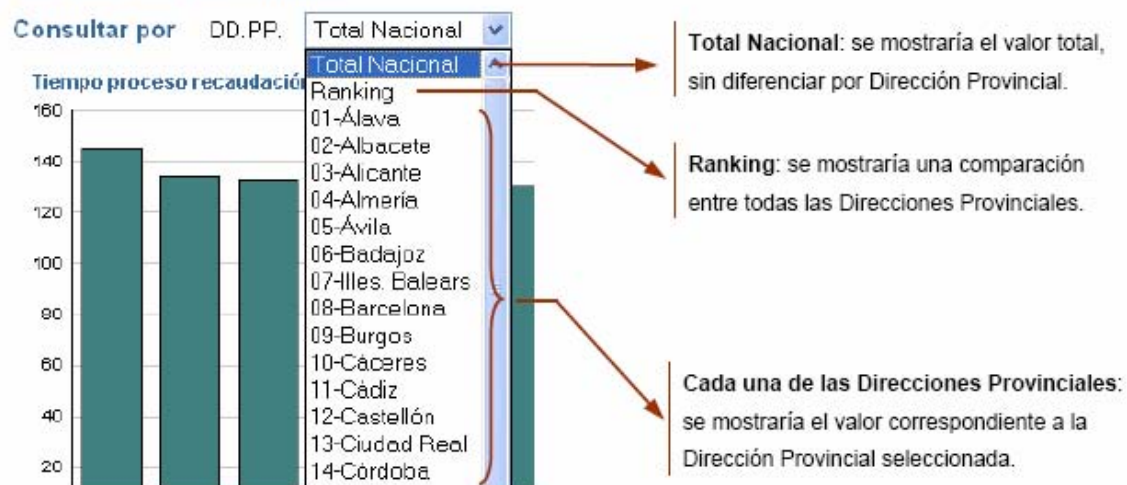 Consultar por DD.PP. Total Nacional
Total Nacional
Ranking
01-Álava
02-Albacete
03-Alicante
04-Almería
05-Ávila
06-Badajoz
07-Illes. Balears
08-Barcelona
09-Burgos
10-Cáceres
11-Cádiz
12-Castellón
13-Ciudad Real
14-Córdoba
Tiempo proceso recaudación
160
140
120
100
80
60
40
20
Total Nacional: se mostraría el valor total,
sin diferenciar por Dirección Provincial.
Ranking: se mostraría una comparación
entre todas las Direcciones Provinciales.
Cada una de las Direcciones Provinciales:
se mostraría el valor correspondiente a la
Dirección Provincial seleccionada.